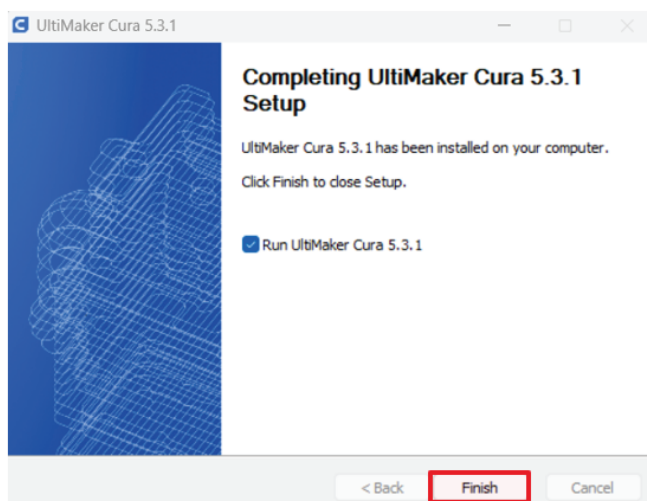 UltiMaker Cura 5.3.1
Completing UltiMaker Cura 5.3.1
Setup
UltiMaker Cura 5.3.1 has been installed on your computer.
Click Finish to close Setup.
Run UltiMaker Cura 5.3.1
< Back Finish Cancel